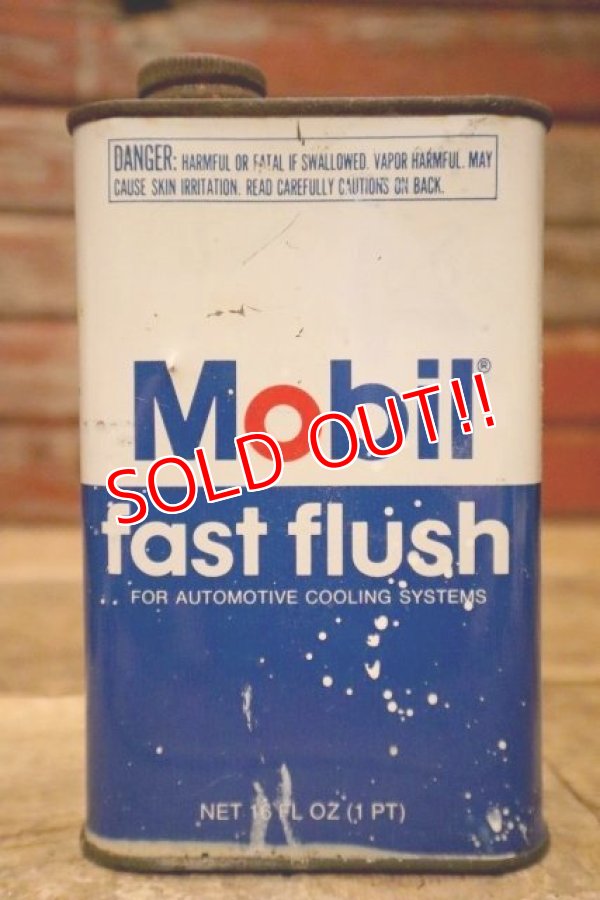 DANGER: HARMFUL OR FATAL IF SWALLOWED. VAPOR HARMFUL. MAY
CAUSE SKIN IRRITATION. READ CAREFULLY CAUTIONS ON BACK.
Mobil®
SOLD OUT!!
fast flush
FOR AUTOMOTIVE COOLING SYSTEMS
NET 16 FL OZ (1 PT)